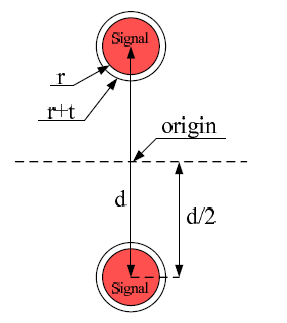 Signal
r
r+t
origin
d
d/2
Signal